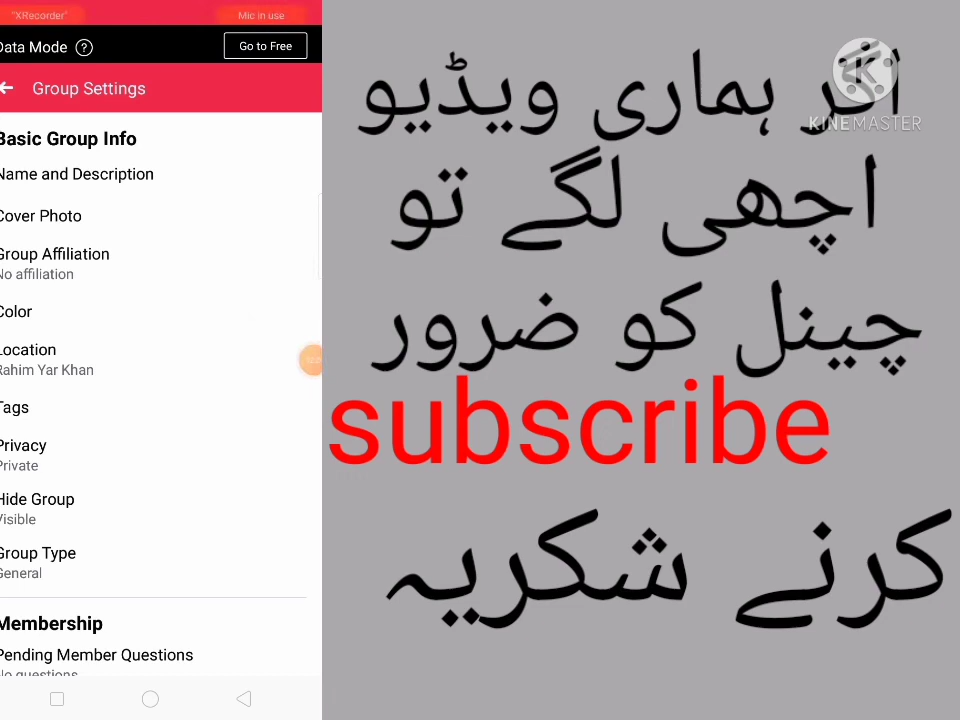 "XRecorder"
Mic in use
Data Mode ?
Go to Free
Group Settings
Basic Group Info
Name and Description
Cover Photo
Group Affiliation
No affiliation
Color
Location
Rahim Yar Khan
Tags
Privacy
Private
Hide Group
Visible
Group Type
General
Membership
Pending Member Questions
No questions
ہماری ویڈیو
اچھی لگے تو
چینل کو ضرور
subscribe
کرنے شکریہ
KINEMASTER